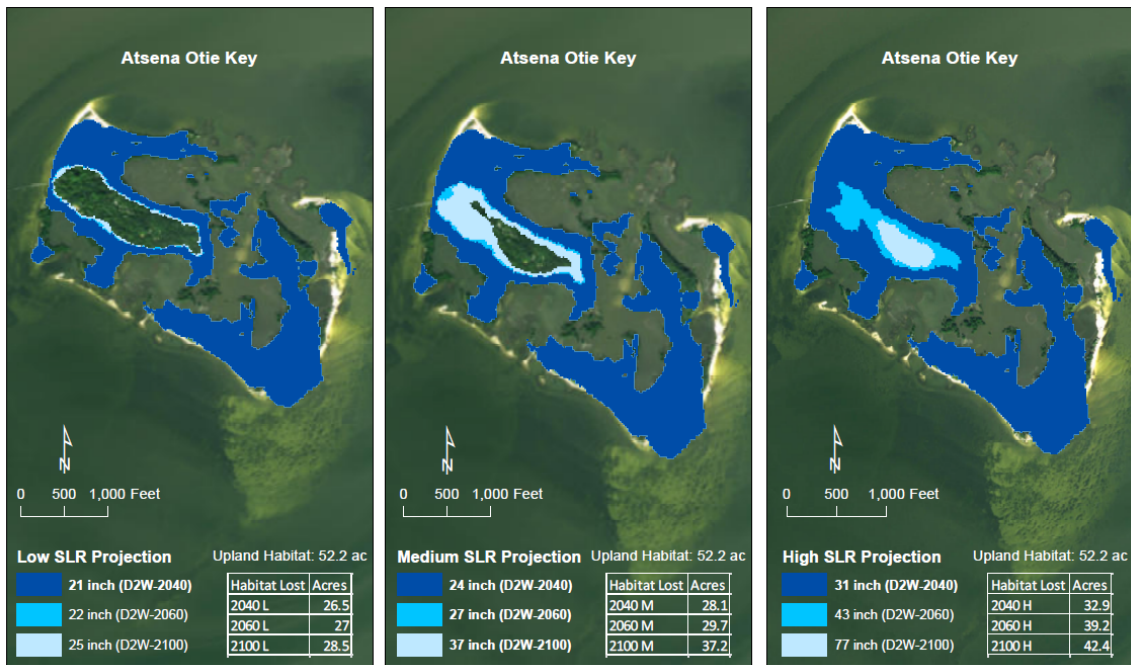 Atsena Otie Key
N
0 500 1,000 Feet
Low SLR Projection
Upland Habitat: 52.2 ac
21 inch (D2W-2040)
22 inch (D2W-2060)
25 inch (D2W-2100)
Habitat Lost Acres
2040 L 26.5
2060 L 27
2100 L 28.5
Atsena Otie Key
N
0 500 1,000 Feet
Medium SLR Projection
Upland Habitat: 52.2 ac
24 inch (D2W-2040)
27 inch (D2W-2060)
37 inch (D2W-2100)
Habitat Lost Acres
2040 M 28.1
2060 M 29.7
2100 M 37.2
Atsena Otie Key
N
0 500 1,000 Feet
High SLR Projection
Upland Habitat: 52.2 ac
31 inch (D2W-2040)
43 inch (D2W-2060)
77 inch (D2W-2100)
Habitat Lost Acres
2040 H 32.9
2060 H 39.2
2100 H 42.4